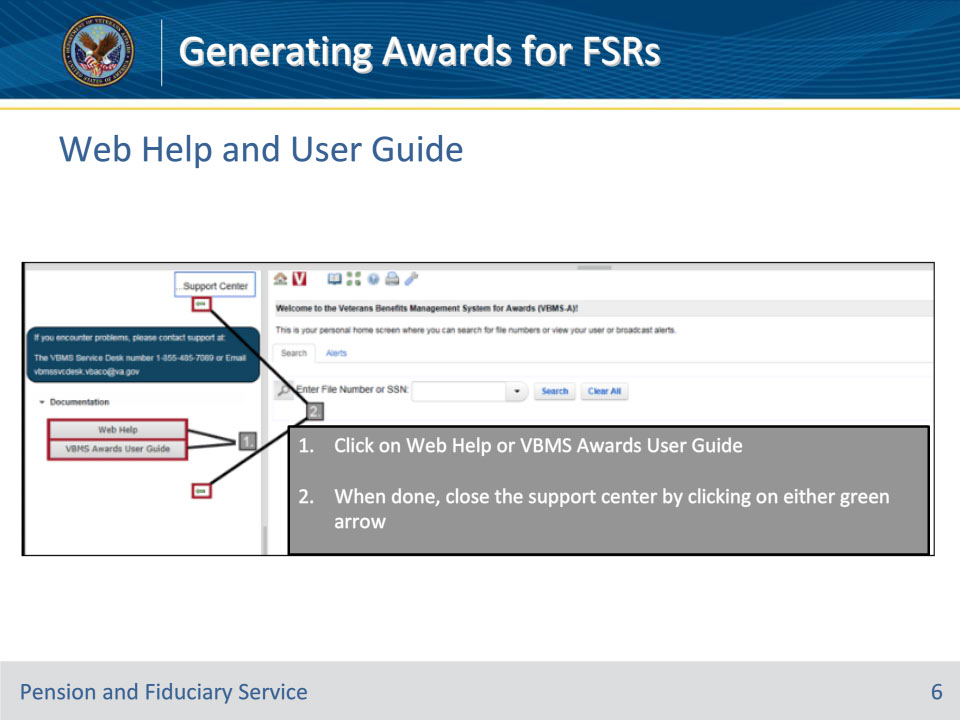 Generating Awards for FSRs
Web Help and User Guide
...Support Center
If you encounter problems, please contact support at:
The VBMS Service Desk number 1-855-485-7089 or Email
vbmssvcdesk.vbaco@va.gov
Documentation
Web Help
VBMS Awards User Guide
1.
2.
Welcome to the Veterans Benefits Management System for Awards (VBMS-A)!
This is your personal home screen where you can search for file numbers or view your user or broadcast alerts.
Search Alerts
Enter File Number or SSN: Search Clear All
1. Click on Web Help or VBMS Awards User Guide
2. When done, close the support center by clicking on either green
arrow
Pension and Fiduciary Service 6